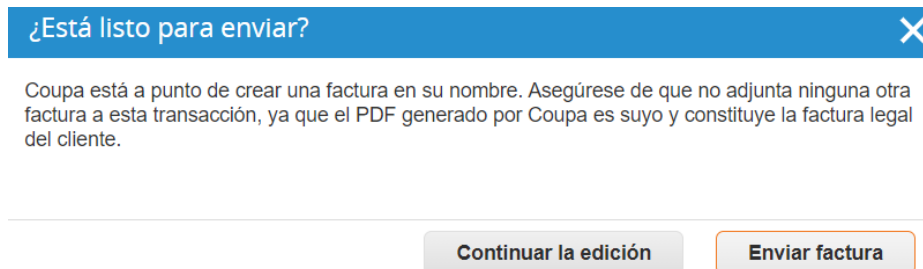 ¿Está listo para enviar?
Coupa está a punto de crear una factura en su nombre. Asegúrese de que no adjunta ninguna otra
factura a esta transacción, ya que el PDF generado por Coupa es suyo y constituye la factura legal
del cliente.
Continuar la edición
Enviar factura